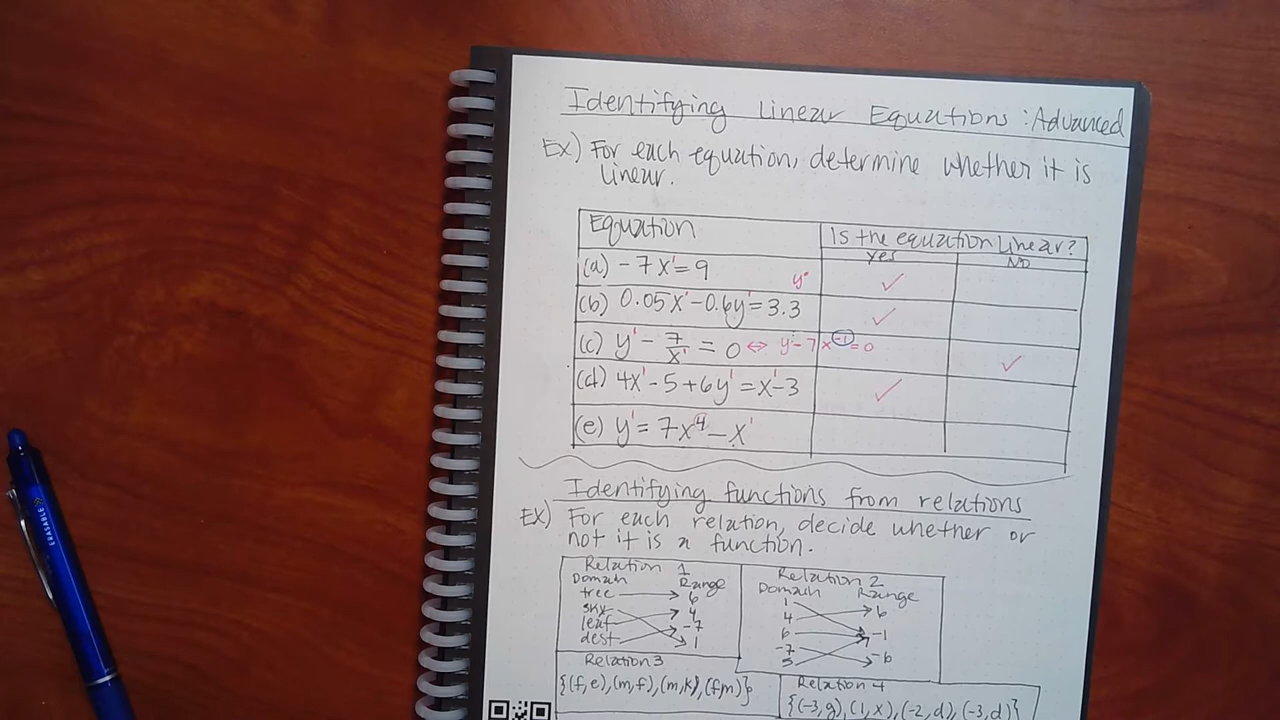 Identifying Linear Equations : Advanced
EX) For each equation, determine whether it is
linear.
Equation
Is the equation linear?
Yes
No
(a) -7x¹ = 9
y⁰
✓
(b) 0.05x¹ - 0.6y¹ = 3.3
✓
(c) y¹ - 7/x¹ = 0 ⇔ y¹ - 7x⁻¹ = 0
✓
(d) 4x¹ - 5 + 6y¹ = x¹ - 3
✓
(e) y¹ = 7x⁴ - x¹
Identifying functions from relations
EX) For each relation, decide whether or
not it is a function.
Relation 1
Domain Range
tree 6
sky 4
leaf -7
desk 1
Relation 2
Domain Range
1 6
4
6 -1
-7
5 -6
Relation 3
{(f,e),(m,f),(m,k),(f,m)}
Relation 4
{(-3,g),(1,x),(-2,d),(-3,d)}
ERASABLE